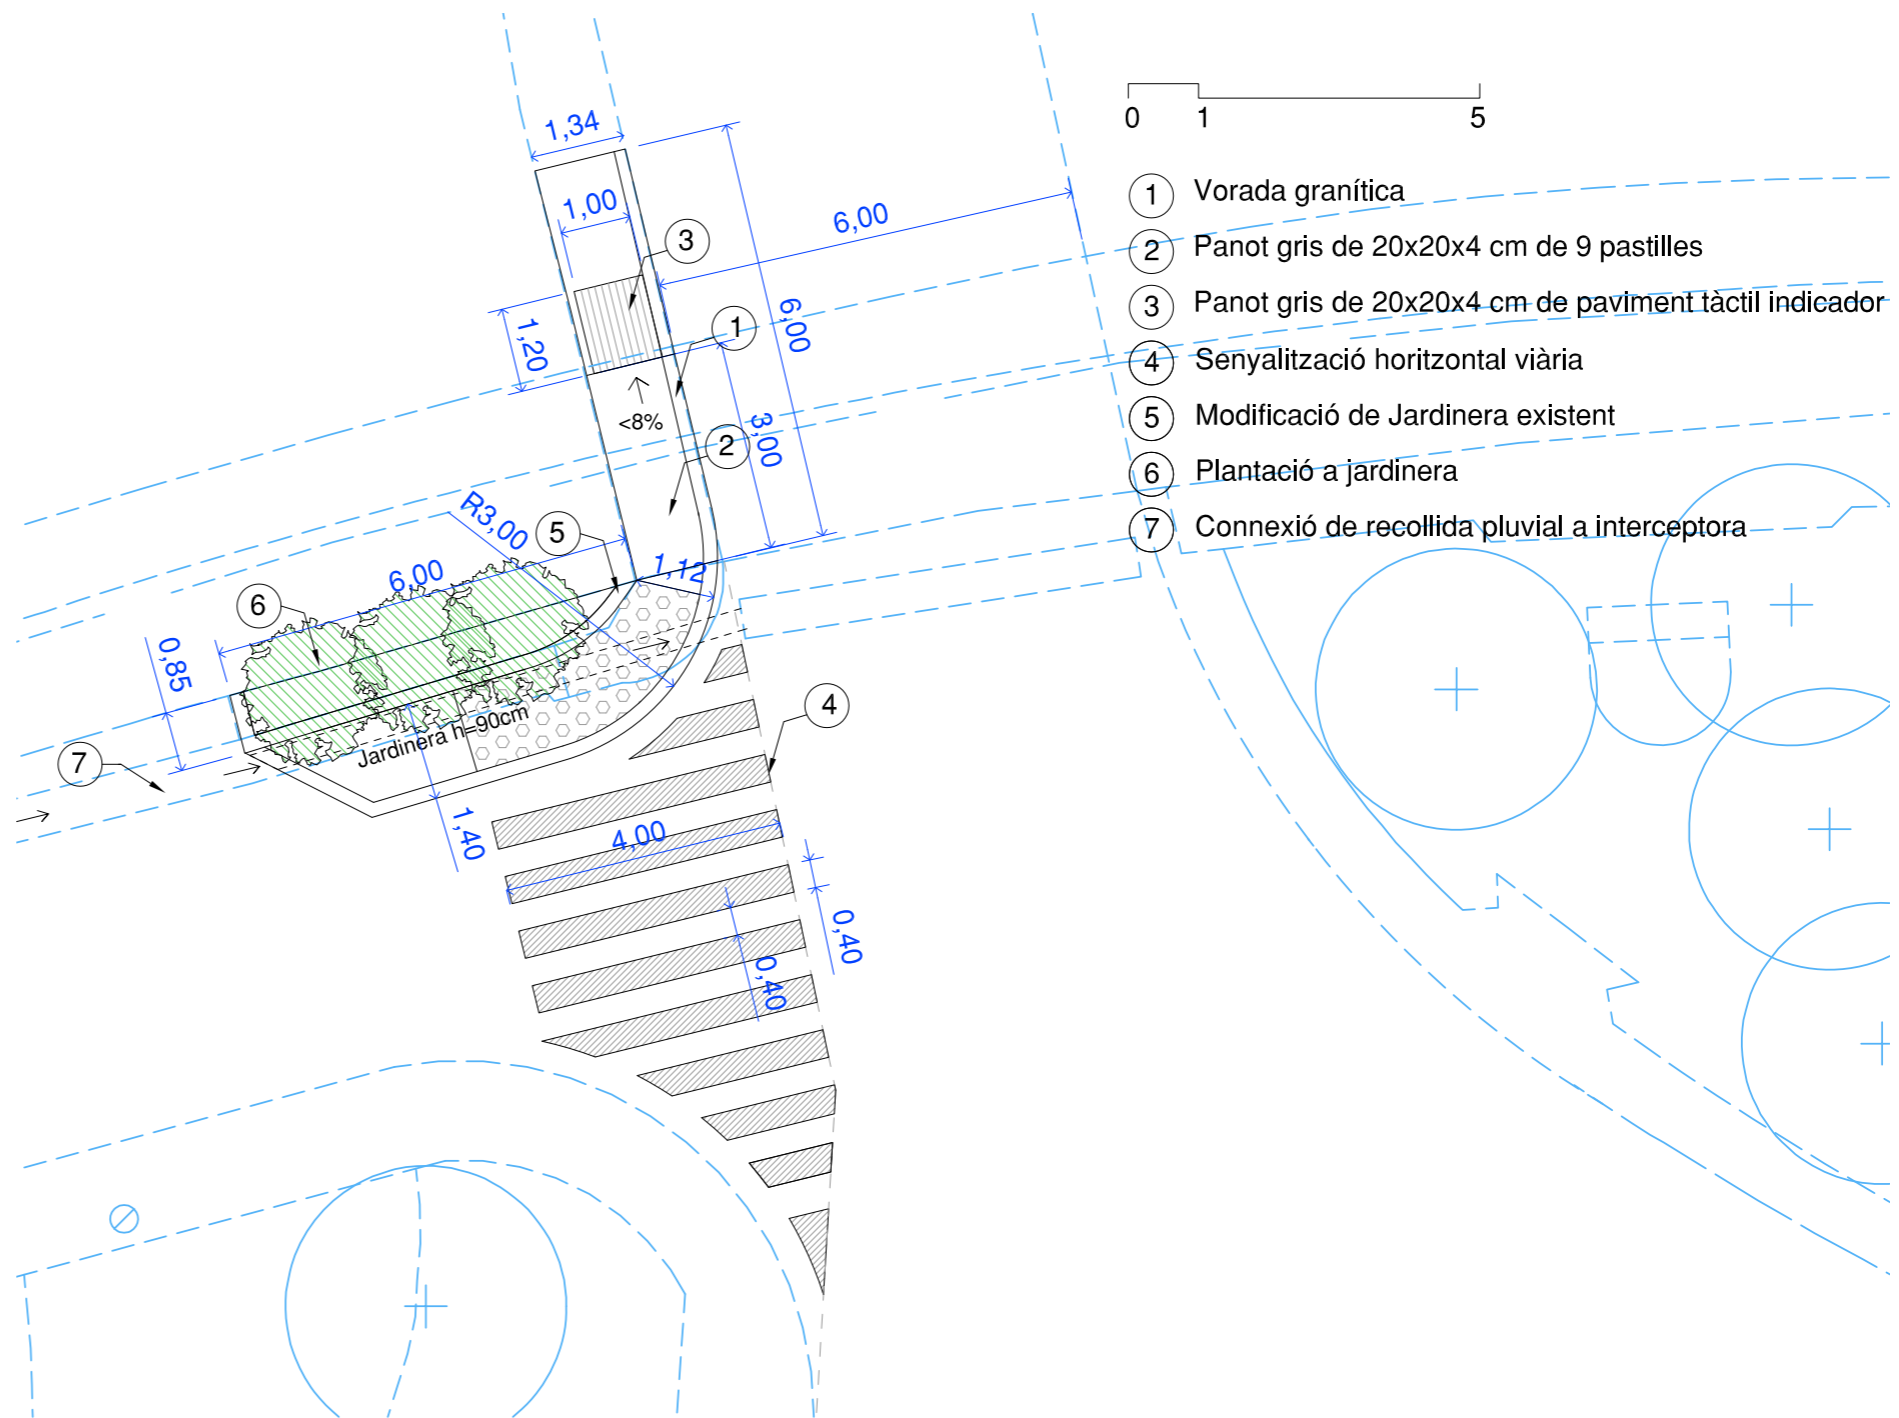 0 1 5
1 Vorada granítica
2 Panot gris de 20x20x4 cm de 9 pastilles
3 Panot gris de 20x20x4 cm de paviment tàctil indicador
4 Senyalització horitzontal viària
5 Modificació de Jardinera existent
6 Plantació a jardinera
7 Connexió de recollida pluvial a interceptora
1,34
1,00
3
6,00
6,00
1
1,20
<8%
2
3,00
R3,00
5
6,00
1,12
6
0,85
4
Jardinera h=90cm
7
1,40
4,00
0,40
0,40